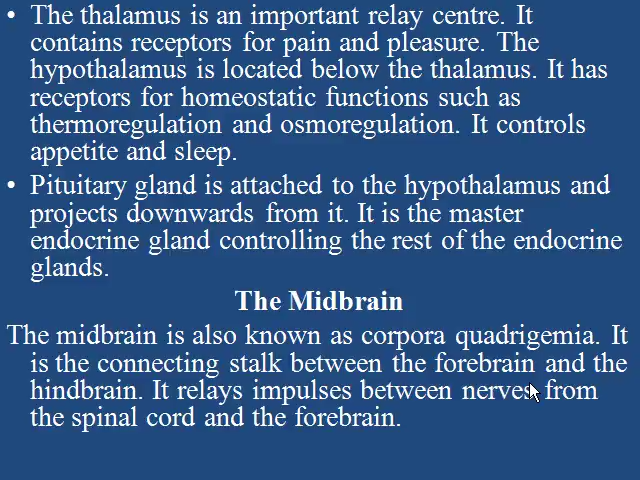 • The thalamus is an important relay centre. It
contains receptors for pain and pleasure. The
hypothalamus is located below the thalamus. It has
receptors for homeostatic functions such as
thermoregulation and osmoregulation. It controls
appetite and sleep.
• Pituitary gland is attached to the hypothalamus and
projects downwards from it. It is the master
endocrine gland controlling the rest of the endocrine
glands.
The Midbrain
The midbrain is also known as corpora quadrigemia. It
is the connecting stalk between the forebrain and the
hindbrain. It relays impulses between nerves from
the spinal cord and the forebrain.